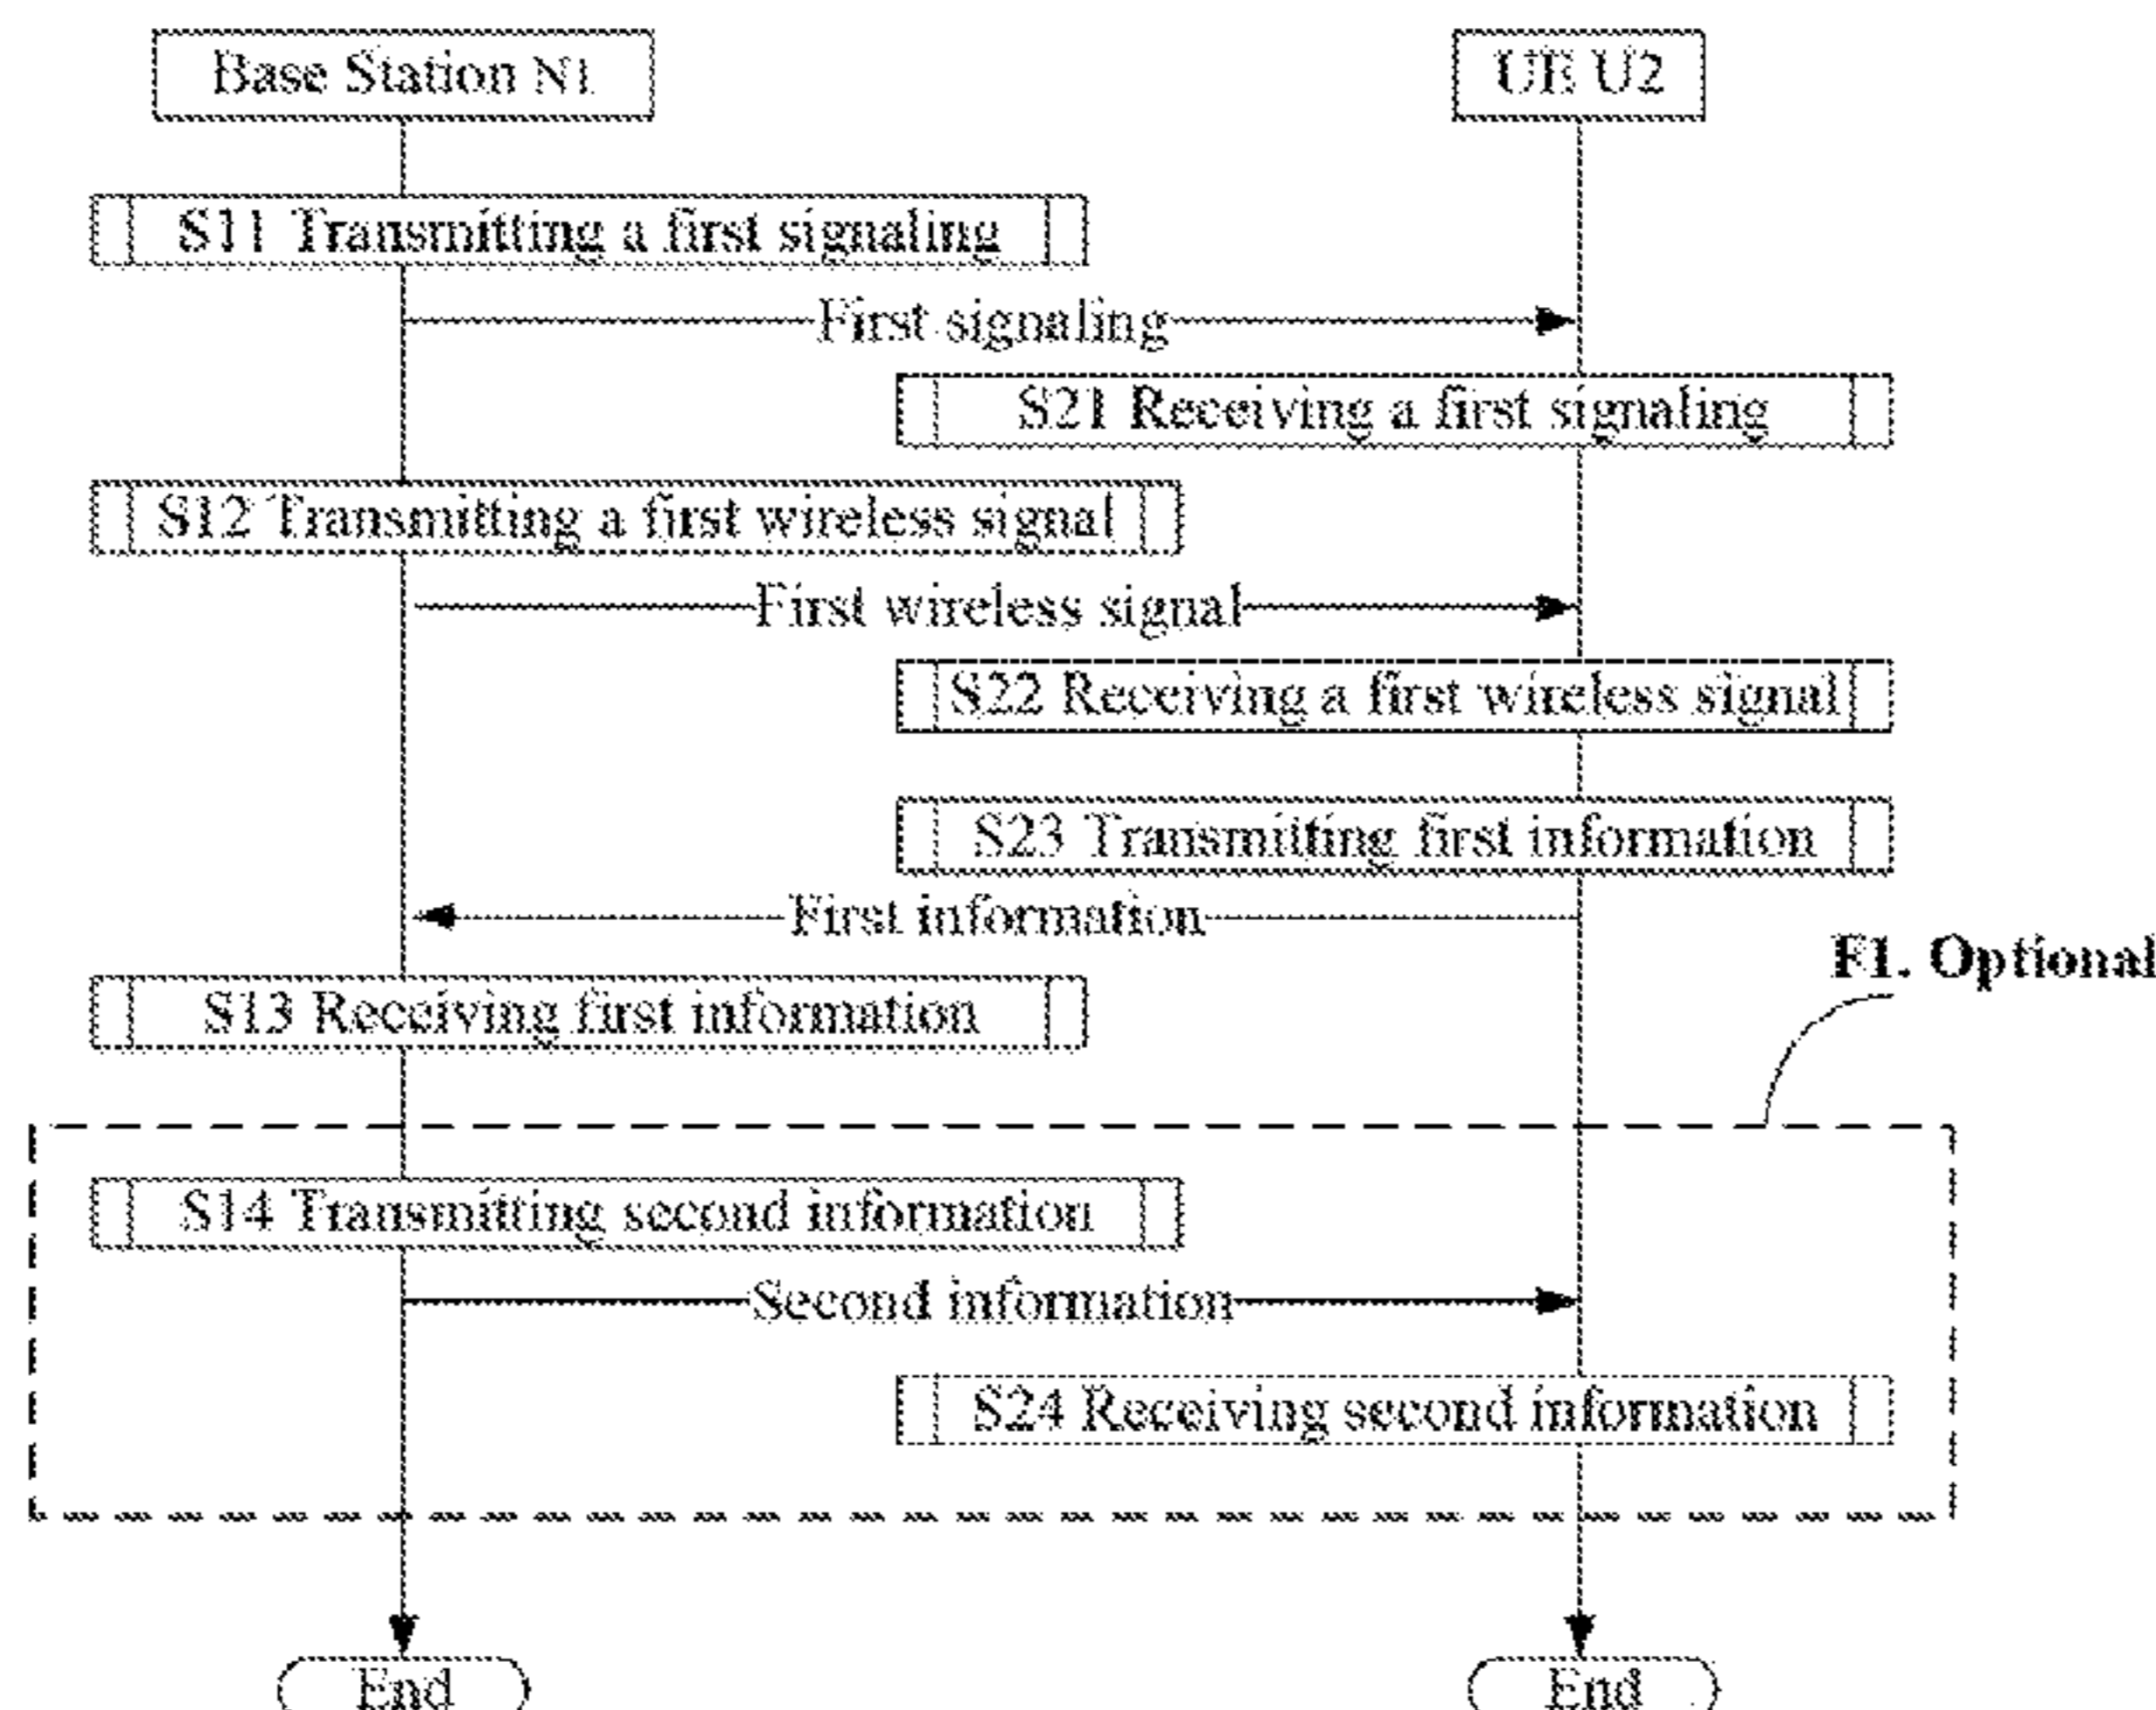 Base Station N1
UE U2
S11 Transmitting a first signaling
First signaling
S21 Receiving a first signaling
S12 Transmitting a first wireless signal
First wireless signal
S22 Receiving a first wireless signal
S23 Transmitting first information
First information
F1. Optional
S13 Receiving first information
S14 Transmitting second information
Second information
S24 Receiving second information
End
End